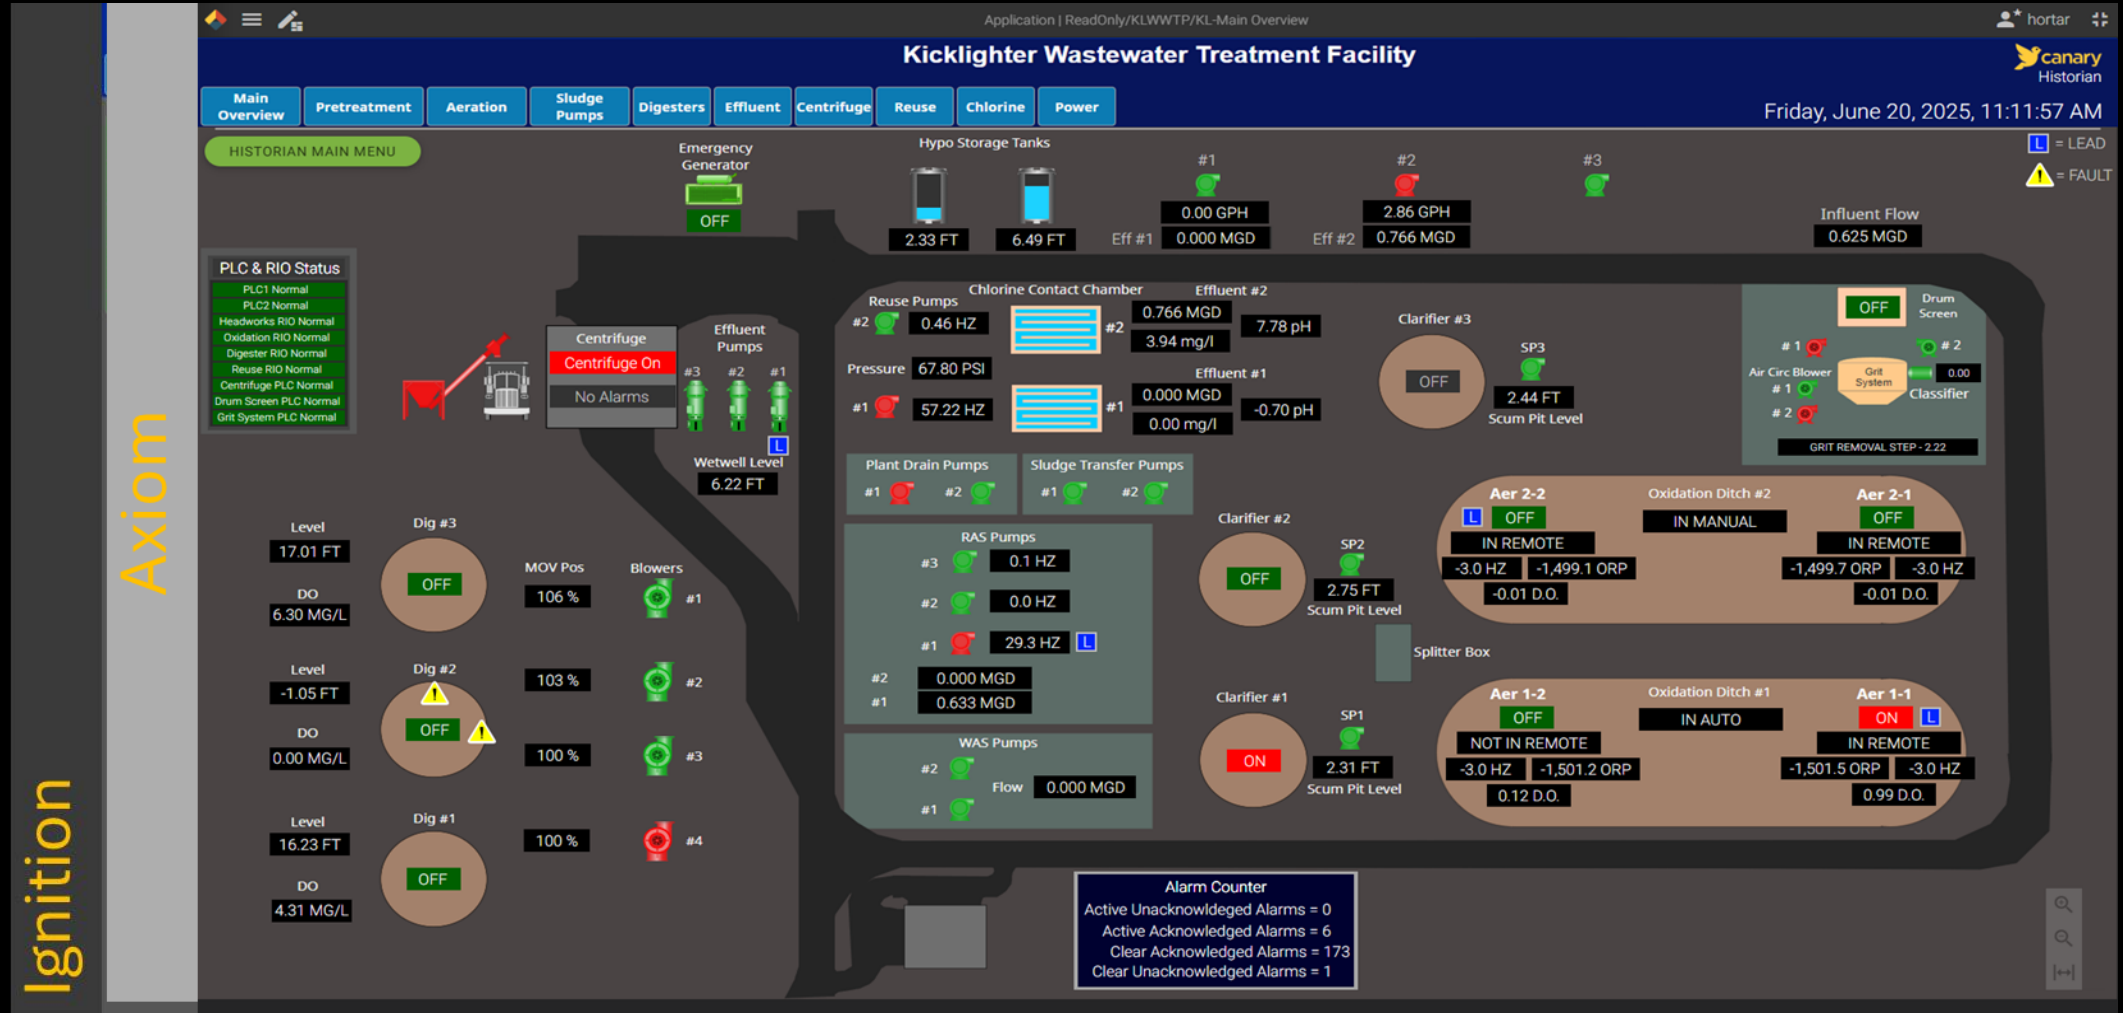 Ignition
Axiom
Application | ReadOnly/KLWWTP/KL-Main Overview
hortar
Kicklighter Wastewater Treatment Facility
canary
Historian
Main Overview
Pretreatment
Aeration
Sludge Pumps
Digesters
Effluent
Centrifuge
Reuse
Chlorine
Power
Friday, June 20, 2025, 11:11:57 AM
HISTORIAN MAIN MENU
L = LEAD
! = FAULT
Emergency
Generator
OFF
Hypo Storage Tanks
2.33 FT
6.49 FT
#1
0.00 GPH
Eff #1 0.000 MGD
#2
2.86 GPH
Eff #2 0.766 MGD
#3
Influent Flow
0.625 MGD
PLC & RIO Status
PLC1 Normal
PLC2 Normal
Headworks RIO Normal
Oxidation RIO Normal
Digester RIO Normal
Reuse RIO Normal
Centrifuge PLC Normal
Drum Screen PLC Normal
Grit System PLC Normal
Centrifuge
Centrifuge On
No Alarms
Effluent
Pumps
#3 #2 #1
L
Wetwell Level
6.22 FT
Reuse Pumps
#2 0.46 HZ
Pressure 67.80 PSI
#1 57.22 HZ
Chlorine Contact Chamber
#2
#1
Effluent #2
0.766 MGD
3.94 mg/l
7.78 pH
Effluent #1
0.000 MGD
0.00 mg/l
-0.70 pH
Clarifier #3
OFF
SP3
2.44 FT
Scum Pit Level
OFF
Drum
Screen
# 1
# 2
Air Circ Blower
# 1
# 2
Grit
System
0.00
Classifier
GRIT REMOVAL STEP - 2.22
Plant Drain Pumps
#1 #2
Sludge Transfer Pumps
#1 #2
RAS Pumps
#3 0.1 HZ
#2 0.0 HZ
#1 29.3 HZ L
#2 0.000 MGD
#1 0.633 MGD
WAS Pumps
#2
Flow 0.000 MGD
#1
Clarifier #2
OFF
SP2
2.75 FT
Scum Pit Level
Splitter Box
Clarifier #1
ON
SP1
2.31 FT
Scum Pit Level
Aer 2-2
L OFF
IN REMOTE
-3.0 HZ -1,499.1 ORP
-0.01 D.O.
Oxidation Ditch #2
IN MANUAL
Aer 2-1
OFF
IN REMOTE
-1,499.7 ORP -3.0 HZ
-0.01 D.O.
Aer 1-2
OFF
NOT IN REMOTE
-3.0 HZ -1,501.2 ORP
0.12 D.O.
Oxidation Ditch #1
IN AUTO
Aer 1-1
ON L
IN REMOTE
-1,501.5 ORP -3.0 HZ
0.99 D.O.
Level
17.01 FT
DO
6.30 MG/L
Dig #3
OFF
Level
-1.05 FT
DO
0.00 MG/L
Dig #2
!
OFF !
Level
16.23 FT
DO
4.31 MG/L
Dig #1
OFF
MOV Pos
106 %
103 %
100 %
100 %
Blowers
#1
#2
#3
#4
Alarm Counter
Active Unacknowldeged Alarms = 0
Active Acknowledged Alarms = 6
Clear Acknowledged Alarms = 173
Clear Unacknowledged Alarms = 1